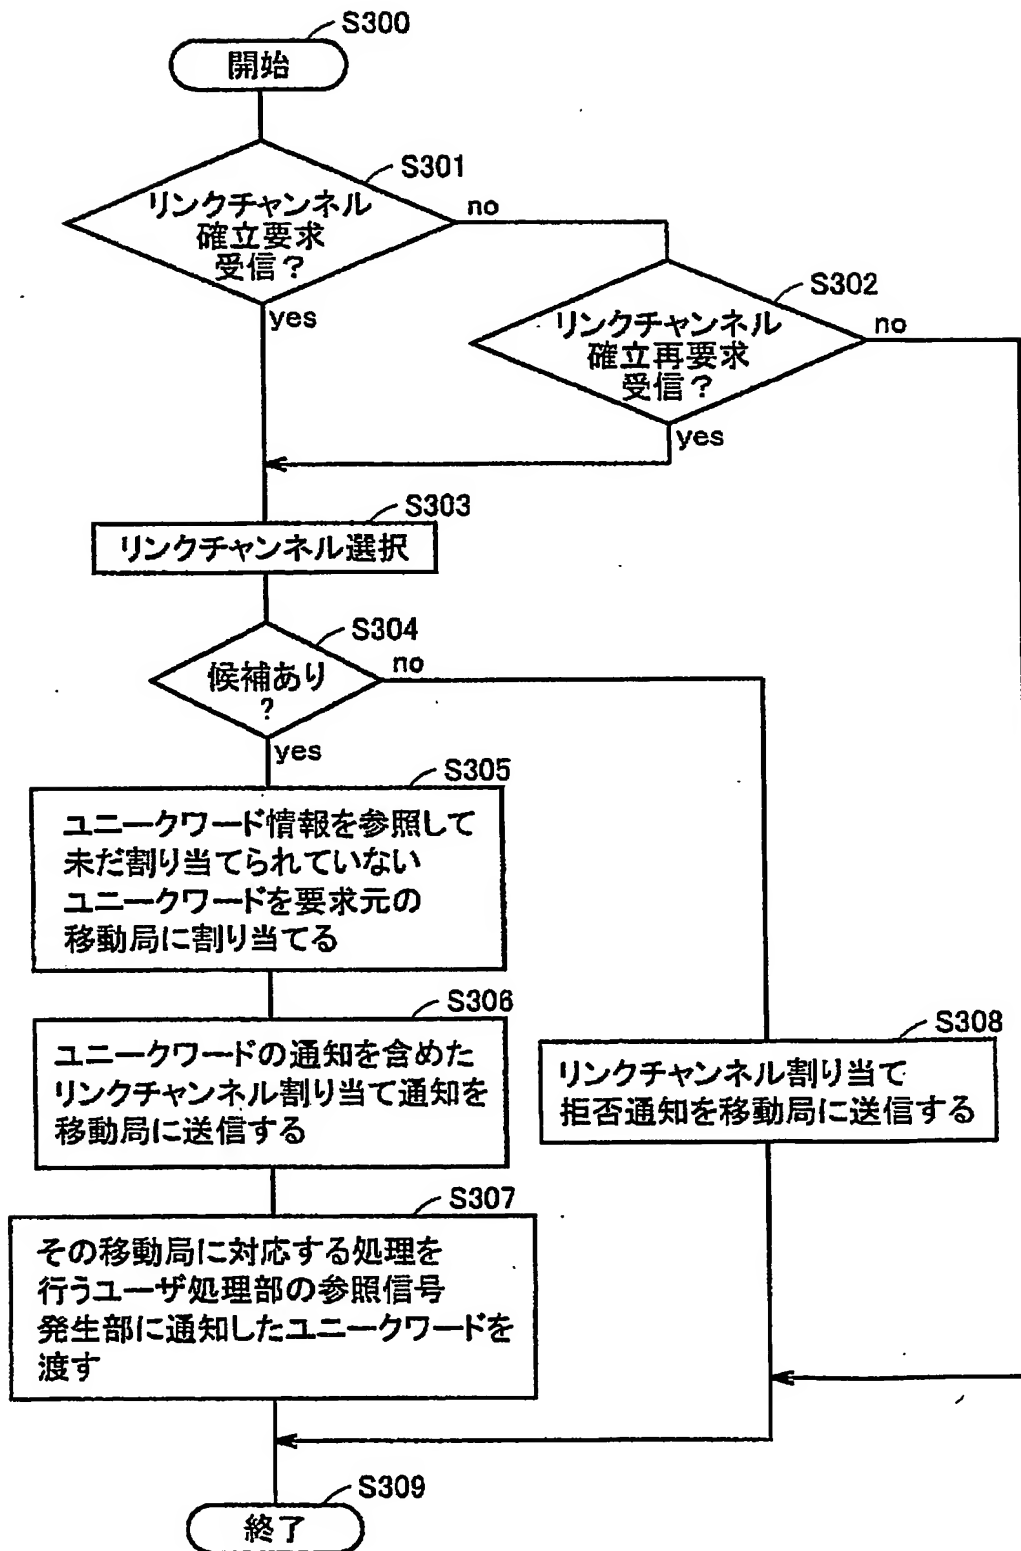 S300
開始
S301
リンクチャンネル
確立要求
受信?
no
yes
S302
リンクチャンネル
確立再要求
受信?
no
yes
S303
リンクチャンネル選択
S304
候補あり
?
no
yes
S305
ユニークワード情報を参照して
未だ割り当てられていない
ユニークワードを要求元の
移動局に割り当てる
S306
ユニークワードの通知を含めた
リンクチャンネル割り当て通知を
移動局に送信する
S308
リンクチャンネル割り当て
拒否通知を移動局に送信する
S307
その移動局に対応する処理を
行うユーザ処理部の参照信号
発生部に通知したユニークワードを
渡す
S309
終了